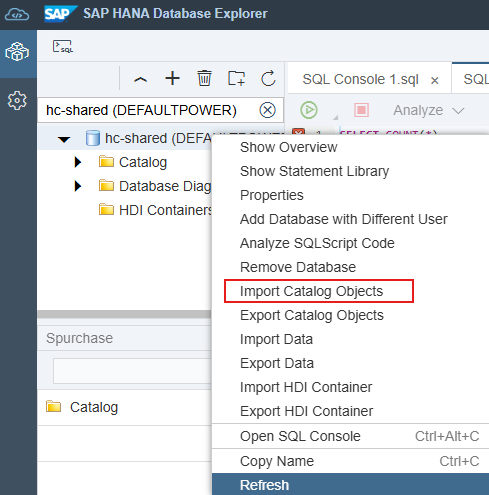 SAP SAP HANA Database Explorer
SQL
hc-shared (DEFAULTPOWER)
SQL Console 1.sql ×
SQL
Analyze
hc-shared (
1
SELECT COUNT(*)
Catalog
Database Diag
HDI Containers
Show Overview
Show Statement Library
Properties
Add Database with Different User
Analyze SQLScript Code
Remove Database
Import Catalog Objects
Export Catalog Objects
Import Data
Export Data
Import HDI Container
Export HDI Container
Open SQL Console Ctrl+Alt+C
Copy Name Ctrl+C
Refresh
Spurchase
Catalog